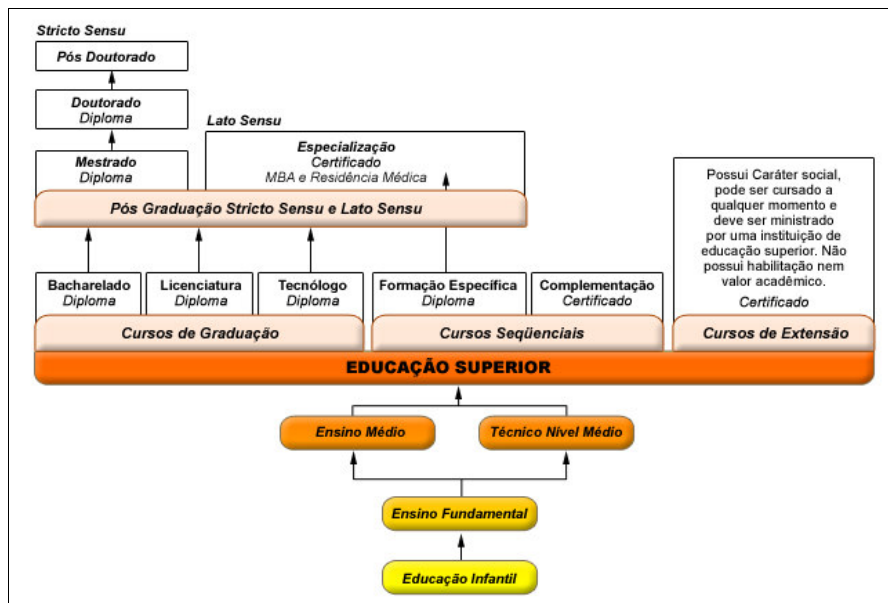 Stricto Sensu
Pós Doutorado
Doutorado
Diploma
Mestrado
Diploma
Lato Sensu
Especialização
Certificado
MBA e Residência Médica
Pós Graduação Stricto Sensu e Lato Sensu
Possui Caráter social,
pode ser cursado a
qualquer momento e
deve ser ministrado
por uma instituição de
educação superior. Não
possui habilitação nem
valor acadêmico.
Certificado
Bacharelado
Diploma
Licenciatura
Diploma
Tecnólogo
Diploma
Formação Específica
Diploma
Complementação
Certificado
Cursos de Graduação
Cursos Seqüenciais
Cursos de Extensão
EDUCAÇÃO SUPERIOR
Ensino Médio
Técnico Nível Médio
Ensino Fundamental
Educação Infantil